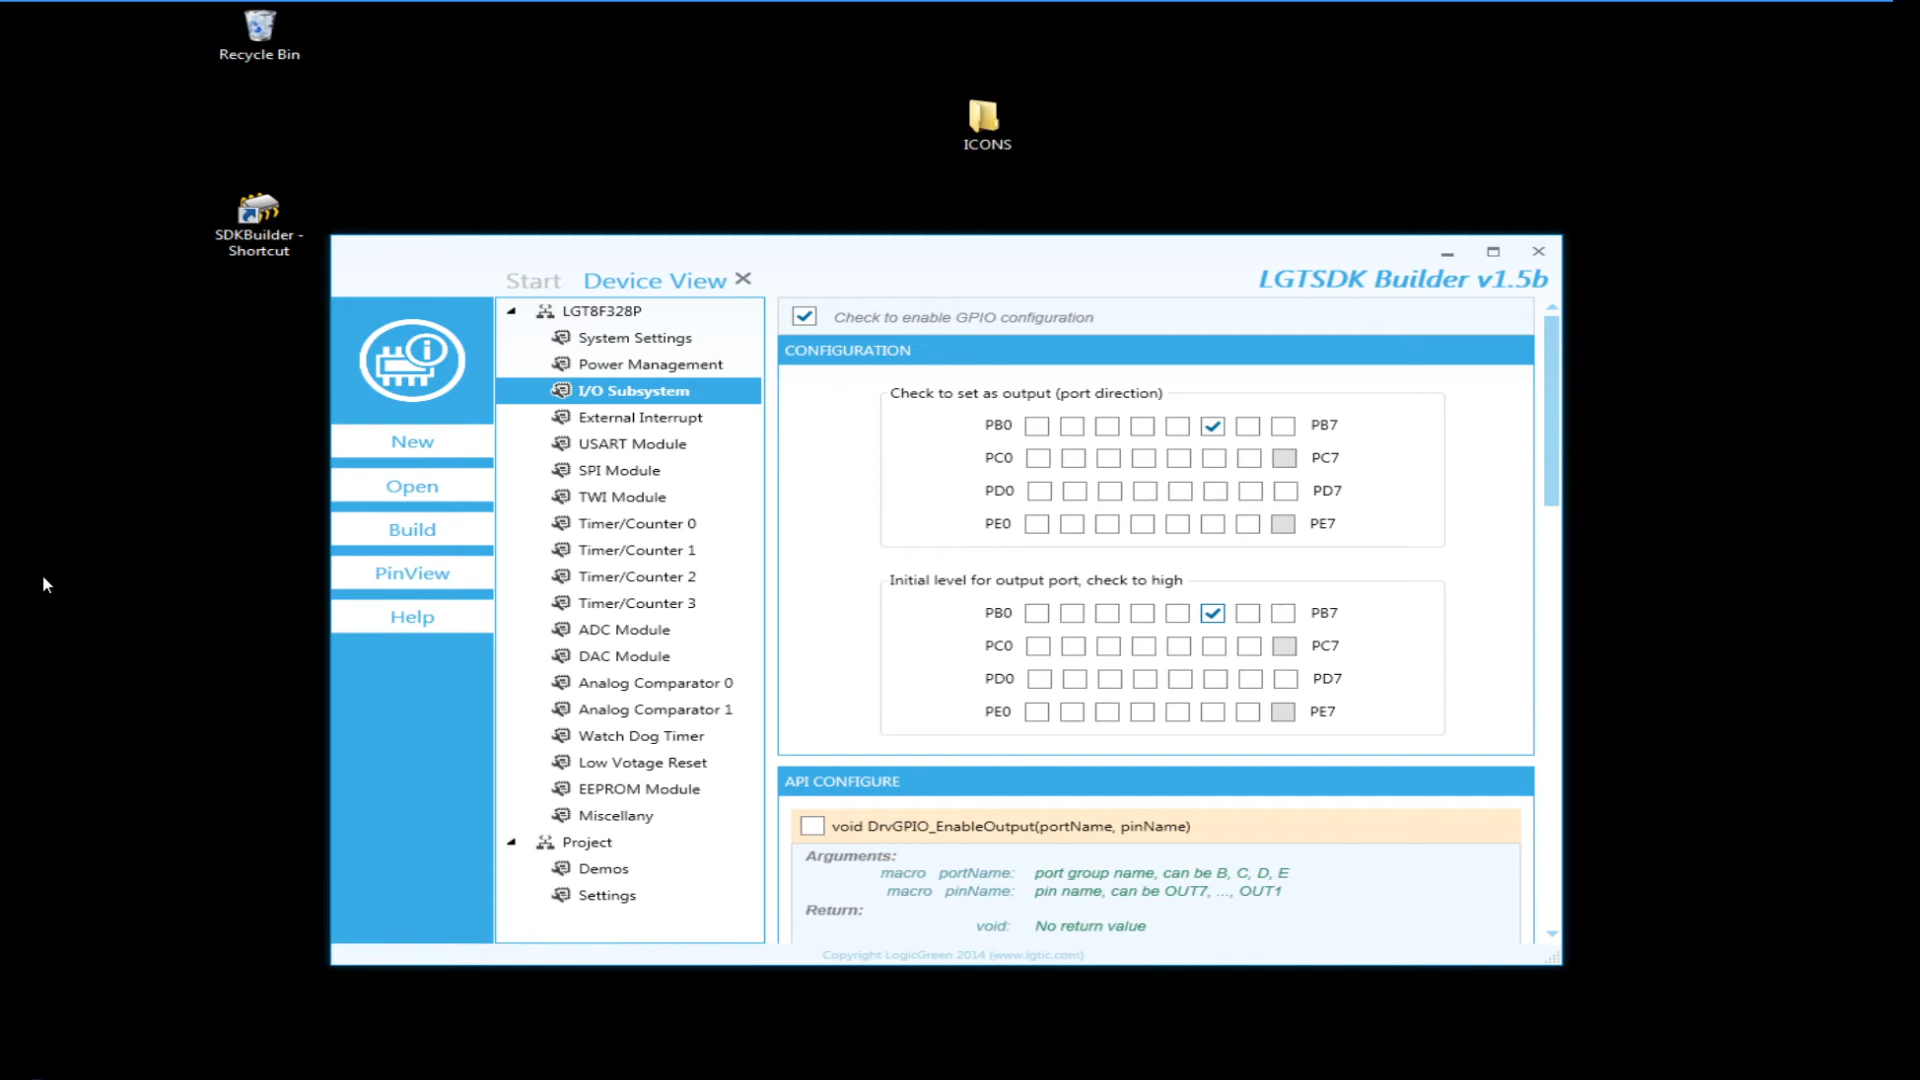 Recycle Bin
ICONS
SDKBuilder -
Shortcut
Start Device View
LGTSDK Builder v1.5b
New
Open
Build
PinView
Help
LGT8F328P
System Settings
Power Management
I/O Subsystem
External Interrupt
USART Module
SPI Module
TWI Module
Timer/Counter 0
Timer/Counter 1
Timer/Counter 2
Timer/Counter 3
ADC Module
DAC Module
Analog Comparator 0
Analog Comparator 1
Watch Dog Timer
Low Votage Reset
EEPROM Module
Miscellany
Project
Demos
Settings
Check to enable GPIO configuration
CONFIGURATION
Check to set as output (port direction)
PB0 PB7
PC0 PC7
PD0 PD7
PE0 PE7
Initial level for output port, check to high
PB0 PB7
PC0 PC7
PD0 PD7
PE0 PE7
API CONFIGURE
void DrvGPIO_EnableOutput(portName, pinName)
Arguments:
macro portName: port group name, can be B, C, D, E
macro pinName: pin name, can be OUT7, ..., OUT1
Return:
void: No return value
Copyright LogicGreen 2014 (www.lgtic.com)